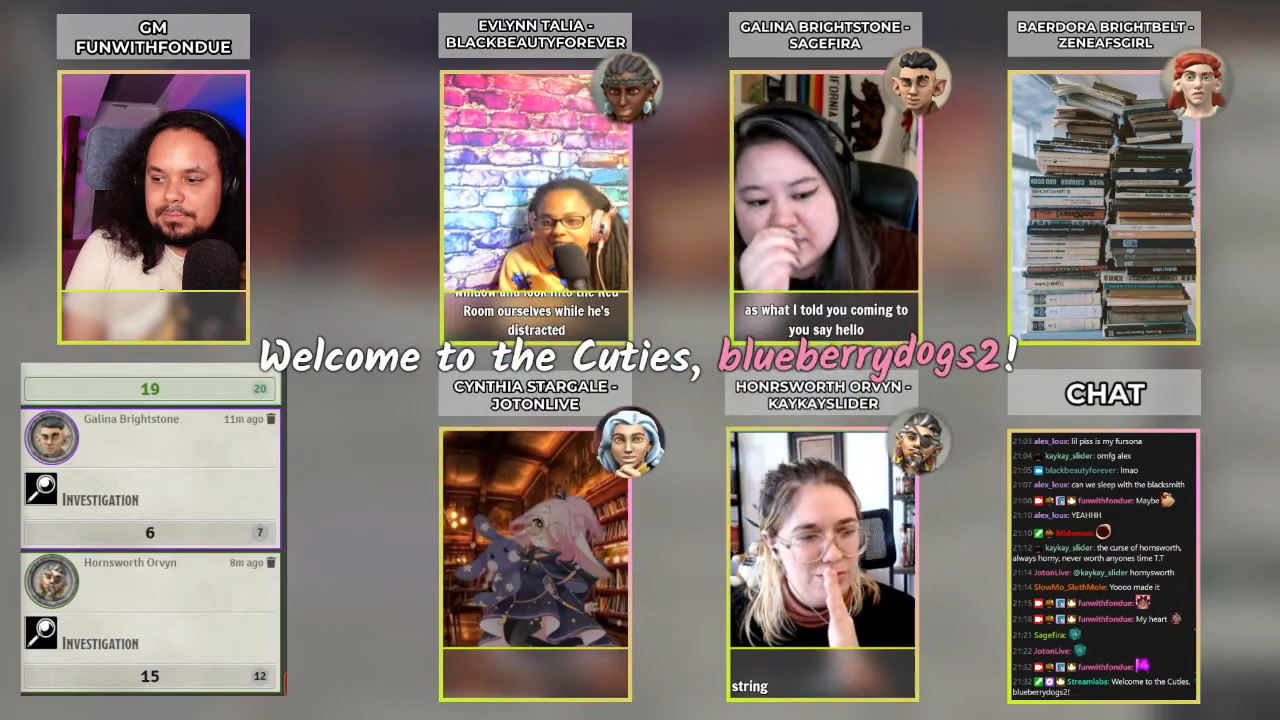 GM
FUNWITHFONDUE
EVLYNN TALIA -
BLACKBEAUTYFOREVER
GALINA BRIGHTSTONE -
SAGEFIRA
BAERDORA BRIGHTBELT -
ZENEAFSGIRL
window and look into the Red
Room ourselves while he's
distracted
as what I told you coming to
you say hello
Welcome to the Cuties, blueberrydogs2!
19 20
Galina Brightstone 11m ago
INVESTIGATION
6 7
Hornsworth Orvyn 8m ago
INVESTIGATION
15 12
CYNTHIA STARGALE -
JOTONLIVE
HONRSWORTH ORVYN -
KAYKAYSLIDER
string
CHAT
21:03 alex_loux: lil piss is my fursona
21:04 kaykay_slider: omfg alex
21:05 blackbeautyforever: lmao
21:07 alex_loux: can we sleep with the blacksmith
21:08 funwithfondue: Maybe
21:10 alex_loux: YEAHHH
21:10 Midomon:
21:12 kaykay_slider: the curse of hornsworth,
always horny, never worth anyones time T.T
21:14 JotonLive: @kaykay_slider hornysworth
21:14 SlowMo_SlothMole: Yoooo made it
21:15 funwithfondue:
21:18 funwithfondue: My heart
21:21 Sagefira:
21:22 JotonLive:
21:32 funwithfondue:
21:32 Streamlabs: Welcome to the Cuties,
blueberrydogs2!